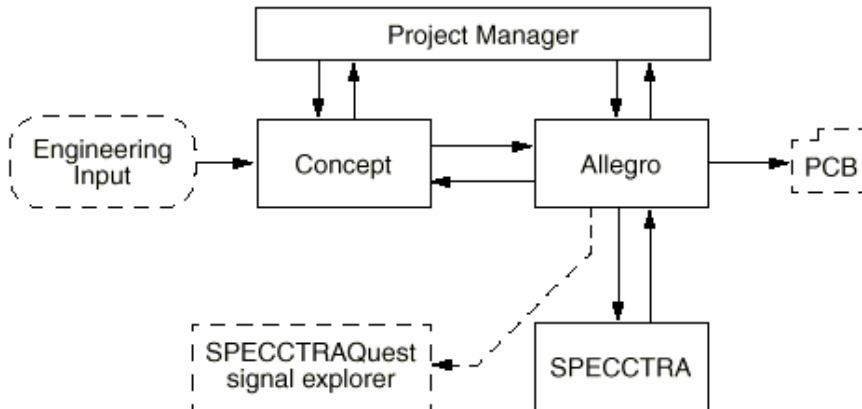 Project Manager
Engineering
Input
Concept
Allegro
PCB
SPECCTRAQuest
signal explorer
SPECCTRA